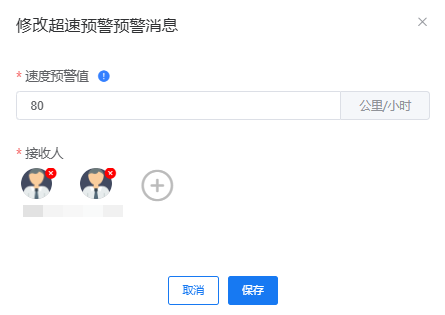 修改超速预警预警消息
* 速度预警值
80 公里/小时
* 接收人
取消 保存